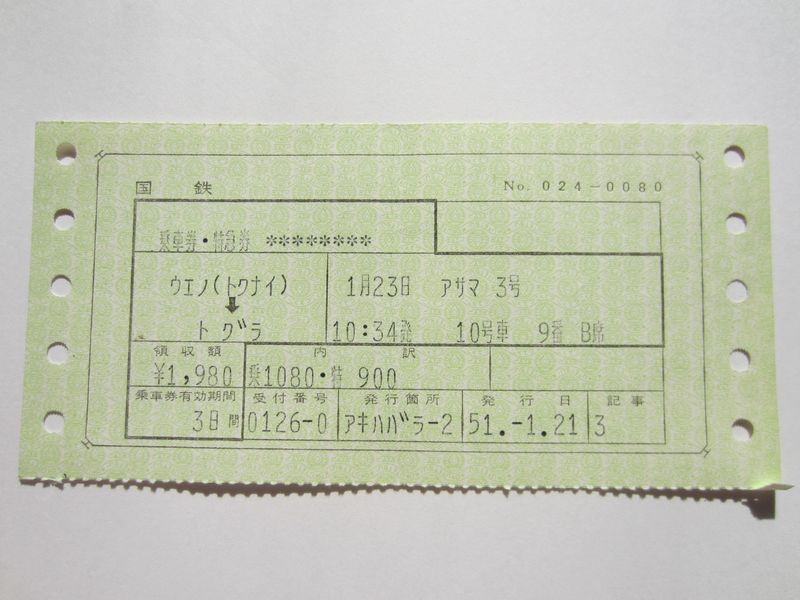 国鉄 No. 024-0080
乗車券・特急券 ********
ウエノ(トクナイ)
⬇
トグラ
1月23日 アサマ 3号
10:34発 10号車 9番 B席
領収額 内訳
¥1,980 乗1080・特 900
乗車券有効期間 受付番号 発行箇所 発行日 記事
3日間 0126-0 アキハバラ-2 51.-1.21 3